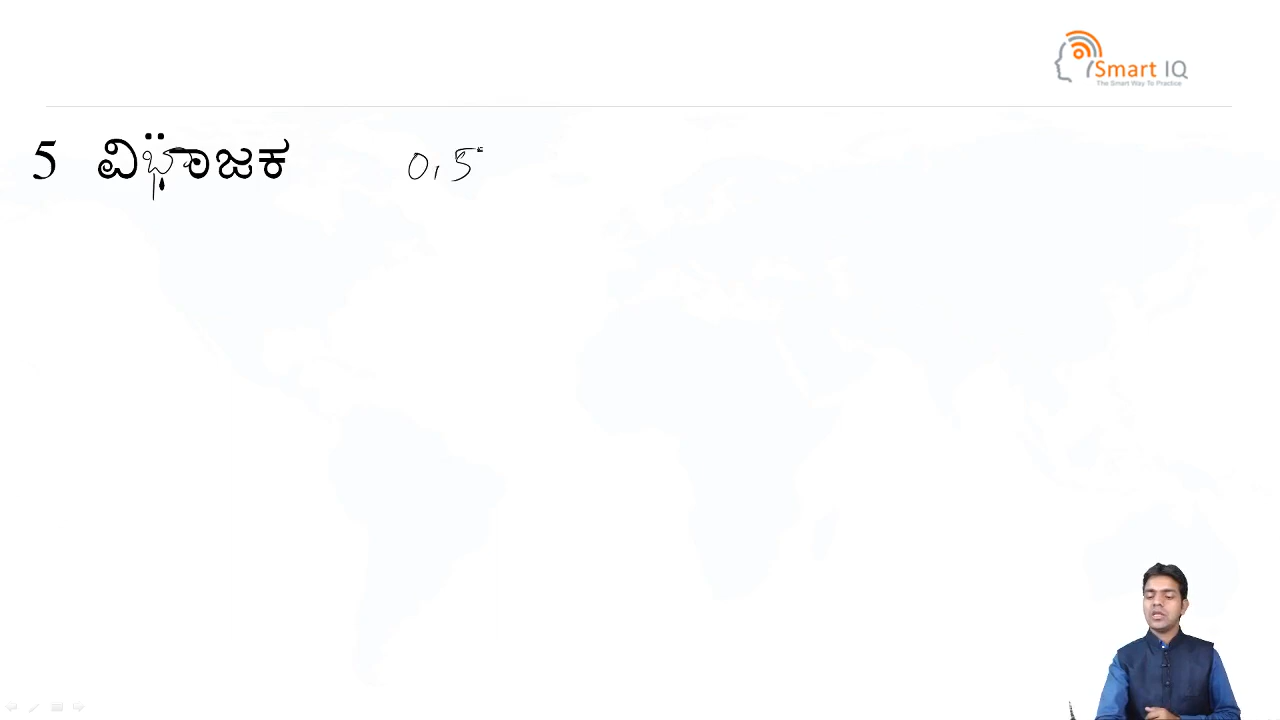 Smart IQ
The Smart Way To Practice
5 ವಿಭಾಜಕ 0,5